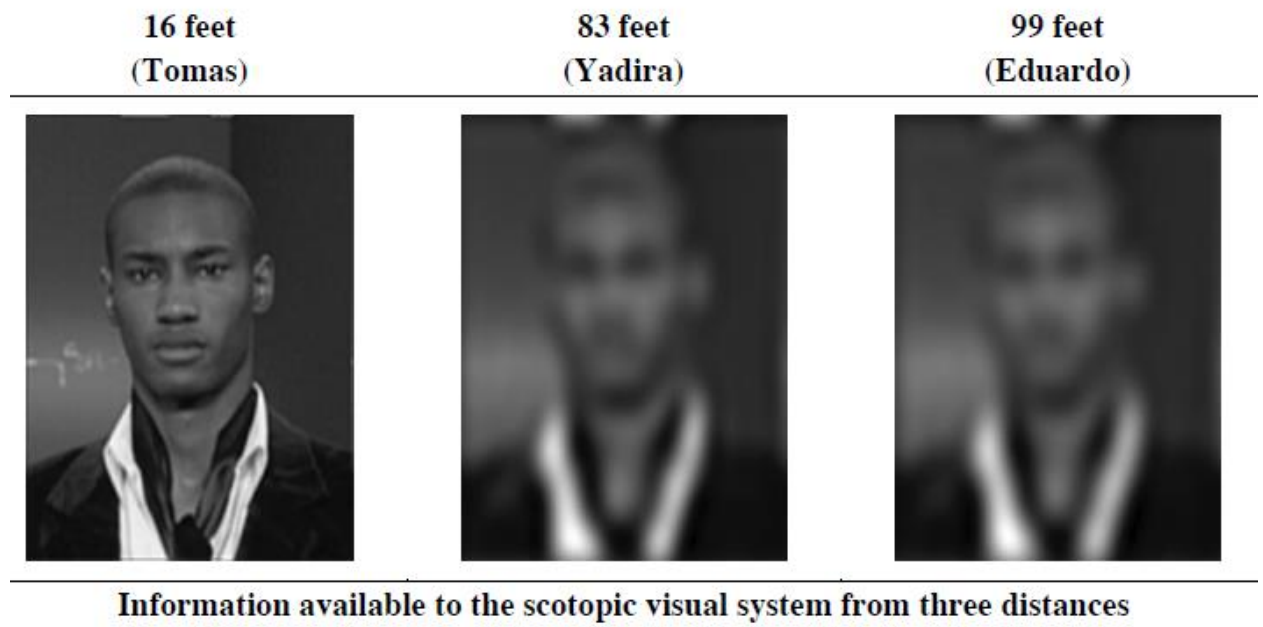 16 feet
(Tomas)
83 feet
(Yadira)
99 feet
(Eduardo)
Information available to the scotopic visual system from three distances